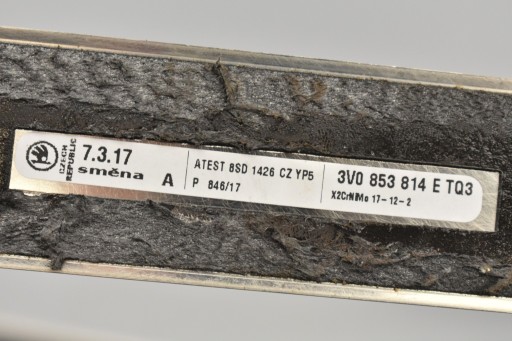 CZECH REPUBLIC
7.3.17
směna A
ATEST 8SD 1426 CZ YP5
P 846/17
3V0 853 814 E TQ3
X2CrNiMo 17-12-2